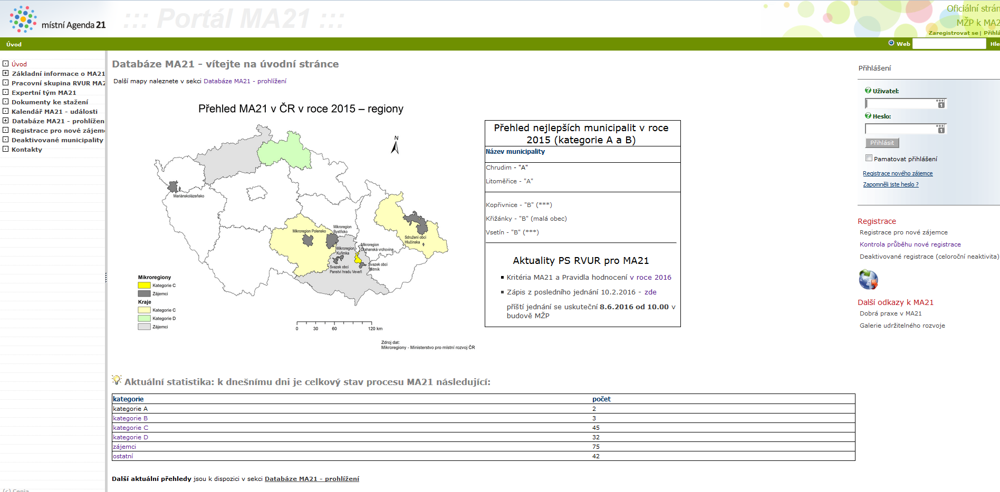 místní Agenda 21
::: Portál MA21 :::
Oficiální strán
MŽP k MA2
Zaregistrovat se| Přihlá
Úvod
Web
Hle
Úvod
Základní informace o MA21
Pracovní skupina RVUR MA2
Expertní tým MA21
Dokumenty ke stažení
Kalendář MA21 - události
Databáze MA21 - prohlížen
Registrace pro nové zájem
Deaktivované municipality
Kontakty
(c) Cenia
Databáze MA21 - vítejte na úvodní stránce
Další mapy naleznete v sekci Databáze MA21 - prohlížení
Přehled MA21 v ČR v roce 2015 – regiony
N
Mariánskolázeňsko
Mikroregion Polensko
Mikroregion
Bystřicko
Mikroregion
Kuřimka
Mikroregion
Drahanská vrchovina
Svazek obcí
Panství hradu Veveří
Svazek obcí
Sdružení obcí
Hlučínska
Mikroregiony
Kategorie C
Zájemci
Kraje
Kategorie C
Kategorie D
Zájemci
0 30 60 120 km
Zdroj dat:
Mikroregiony - Ministerstvo pro místní rozvoj ČR
Přehled nejlepších municipalit v roce
2015 (kategorie A a B)
Název municipality
Chrudim - "A"
Litoměřice - "A"
Kopřivnice - "B" (***)
Křižánky - "B" (malá obec)
Vsetín - "B" (***)
Aktuality PS RVUR pro MA21
Kritéria MA21 a Pravidla hodnocení v roce 2016
Zápis z posledního jednání 10.2.2016 - zde
příští jednání se uskuteční 8.6.2016 od 10.00 v
budově MŽP
Přihlášení
Uživatel:
1
Heslo:
1
Přihlásit
Pamatovat přihlášení
Registrace nového zájemce
Zapomněli jste heslo ?
Registrace
Registrace pro nové zájemce
Kontrola průběhu nové registrace
Deaktivované registrace (celoroční neaktivita)
Další odkazy k MA21
Dobrá praxe v MA21
Galerie udržitelného rozvoje
Aktuální statistika: k dnešnímu dni je celkový stav procesu MA21 následující:
kategorie počet
kategorie A 2
kategorie B 3
kategorie C 45
kategorie D 32
zájemci 75
ostatní 42
Další aktuální přehledy jsou k dispozici v sekci Databáze MA21 - prohlížení